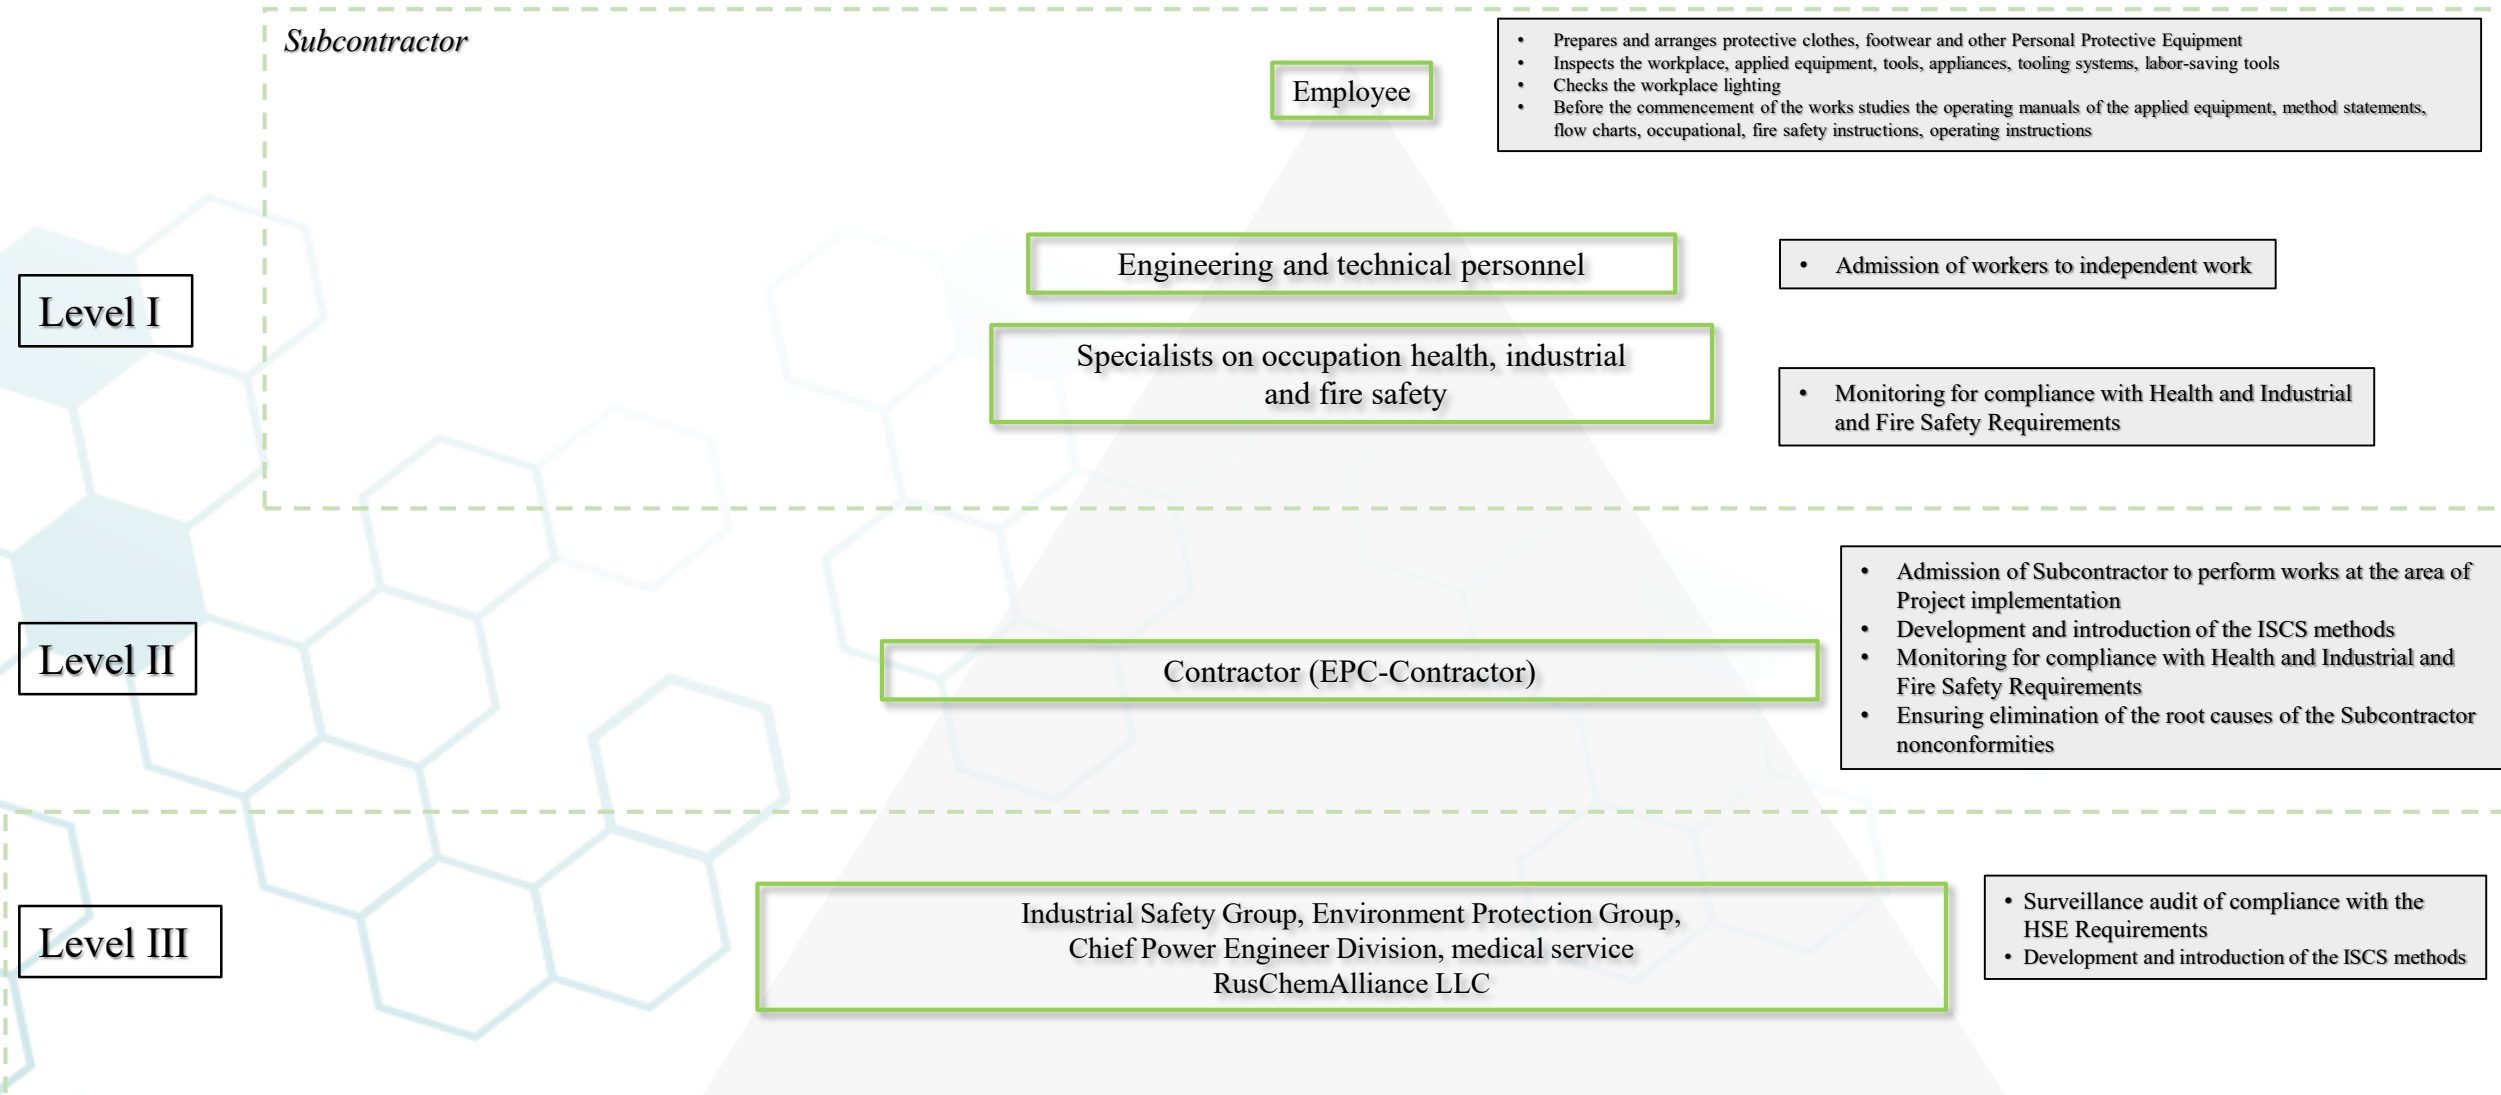 Subcontractor
Employee
• Prepares and arranges protective clothes, footwear and other Personal Protective Equipment
• Inspects the workplace, applied equipment, tools, appliances, tooling systems, labor-saving tools
• Checks the workplace lighting
• Before the commencement of the works studies the operating manuals of the applied equipment, method statements,
flow charts, occupational, fire safety instructions, operating instructions
Level I
Engineering and technical personnel
• Admission of workers to independent work
Specialists on occupation health, industrial
and fire safety
• Monitoring for compliance with Health and Industrial
and Fire Safety Requirements
Level II
Contractor (EPC-Contractor)
• Admission of Subcontractor to perform works at the area of
Project implementation
• Development and introduction of the ISCS methods
• Monitoring for compliance with Health and Industrial and
Fire Safety Requirements
• Ensuring elimination of the root causes of the Subcontractor
nonconformities
Level III
Industrial Safety Group, Environment Protection Group,
Chief Power Engineer Division, medical service
RusChemAlliance LLC
• Surveillance audit of compliance with the
HSE Requirements
• Development and introduction of the ISCS methods